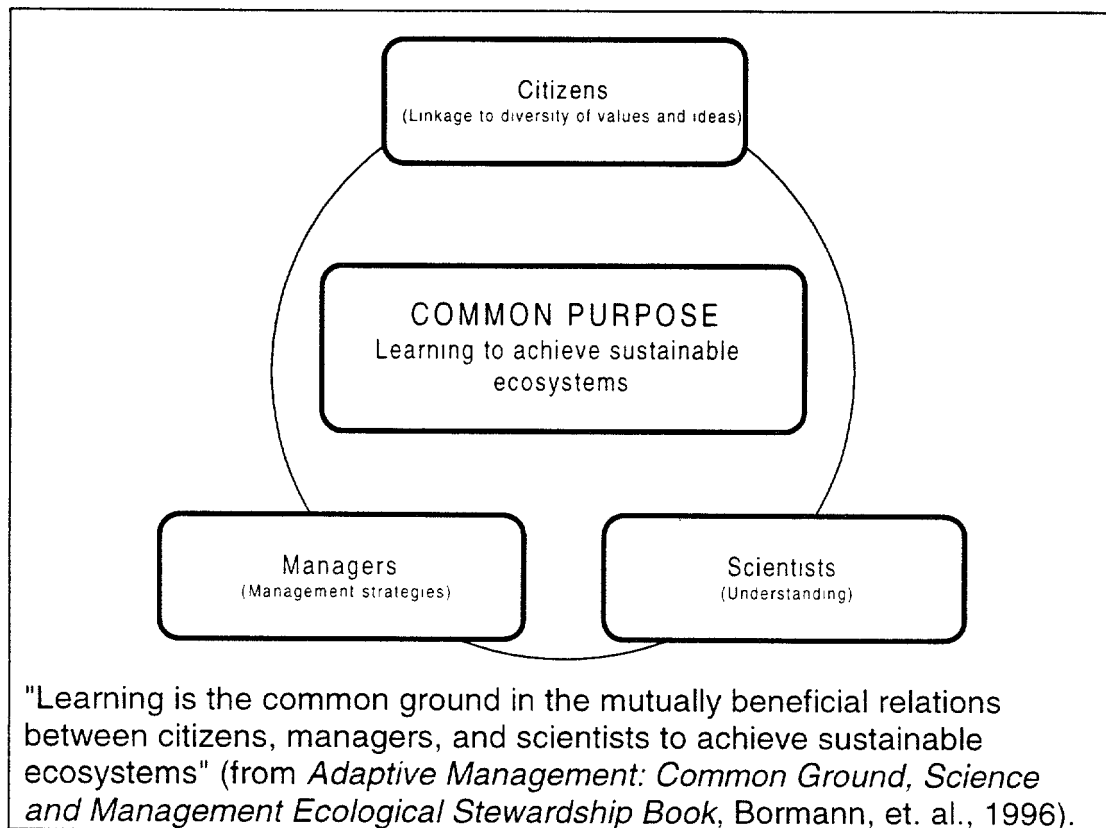 Citizens
(Linkage to diversity of values and ideas)
COMMON PURPOSE
Learning to achieve sustainable
ecosystems
Managers
(Management strategies)
Scientists
(Understanding)
"Learning is the common ground in the mutually beneficial relations
between citizens, managers, and scientists to achieve sustainable
ecosystems" (from Adaptive Management: Common Ground, Science
and Management Ecological Stewardship Book, Bormann, et. al., 1996).